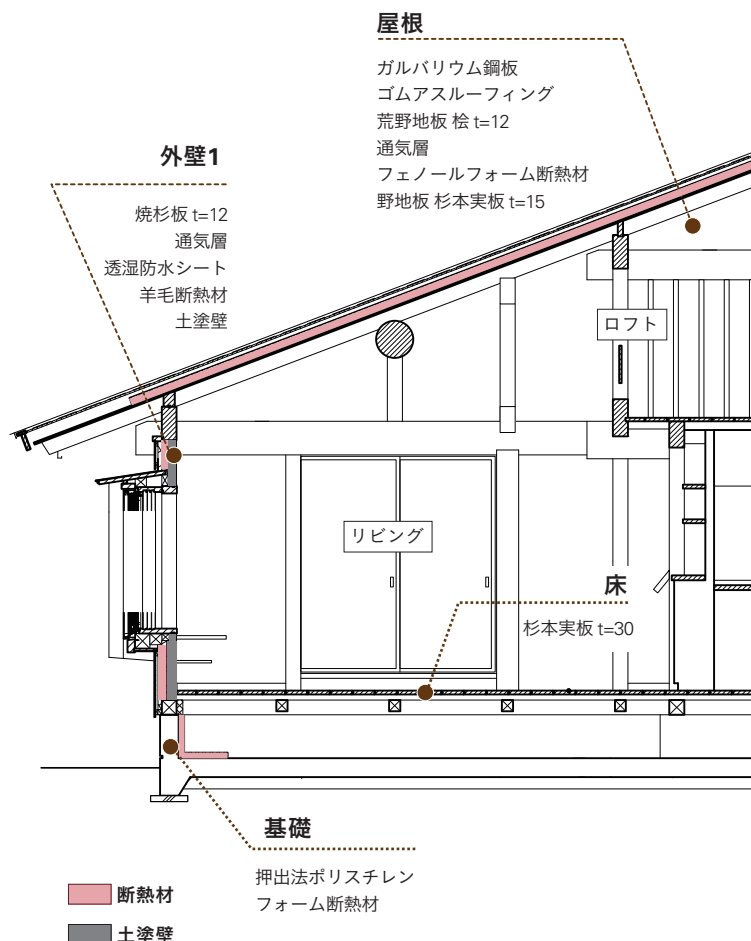 屋根
ガルバリウム鋼板
ゴムアスルーフィング
荒野地板 桧 t=12
通気層
フェノールフォーム断熱材
野地板 杉本実板 t=15
外壁1
焼杉板 t=12
通気層
透湿防水シート
羊毛断熱材
土塗壁
ロフト
リビング
床
杉本実板 t=30
基礎
押出法ポリスチレン
フォーム断熱材
断熱材
土塗壁